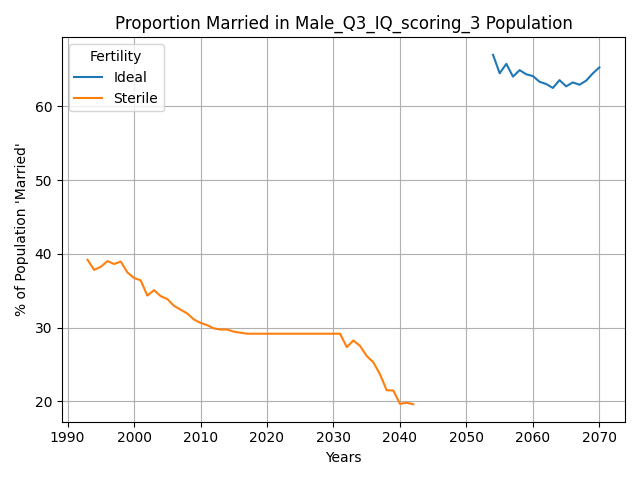 Proportion Married in Male_Q3_IQ_scoring_3 Population
Fertility
Ideal
Sterile
% of Population 'Married'
60
50
40
30
20
1990 2000 2010 2020 2030 2040 2050 2060 2070
Years